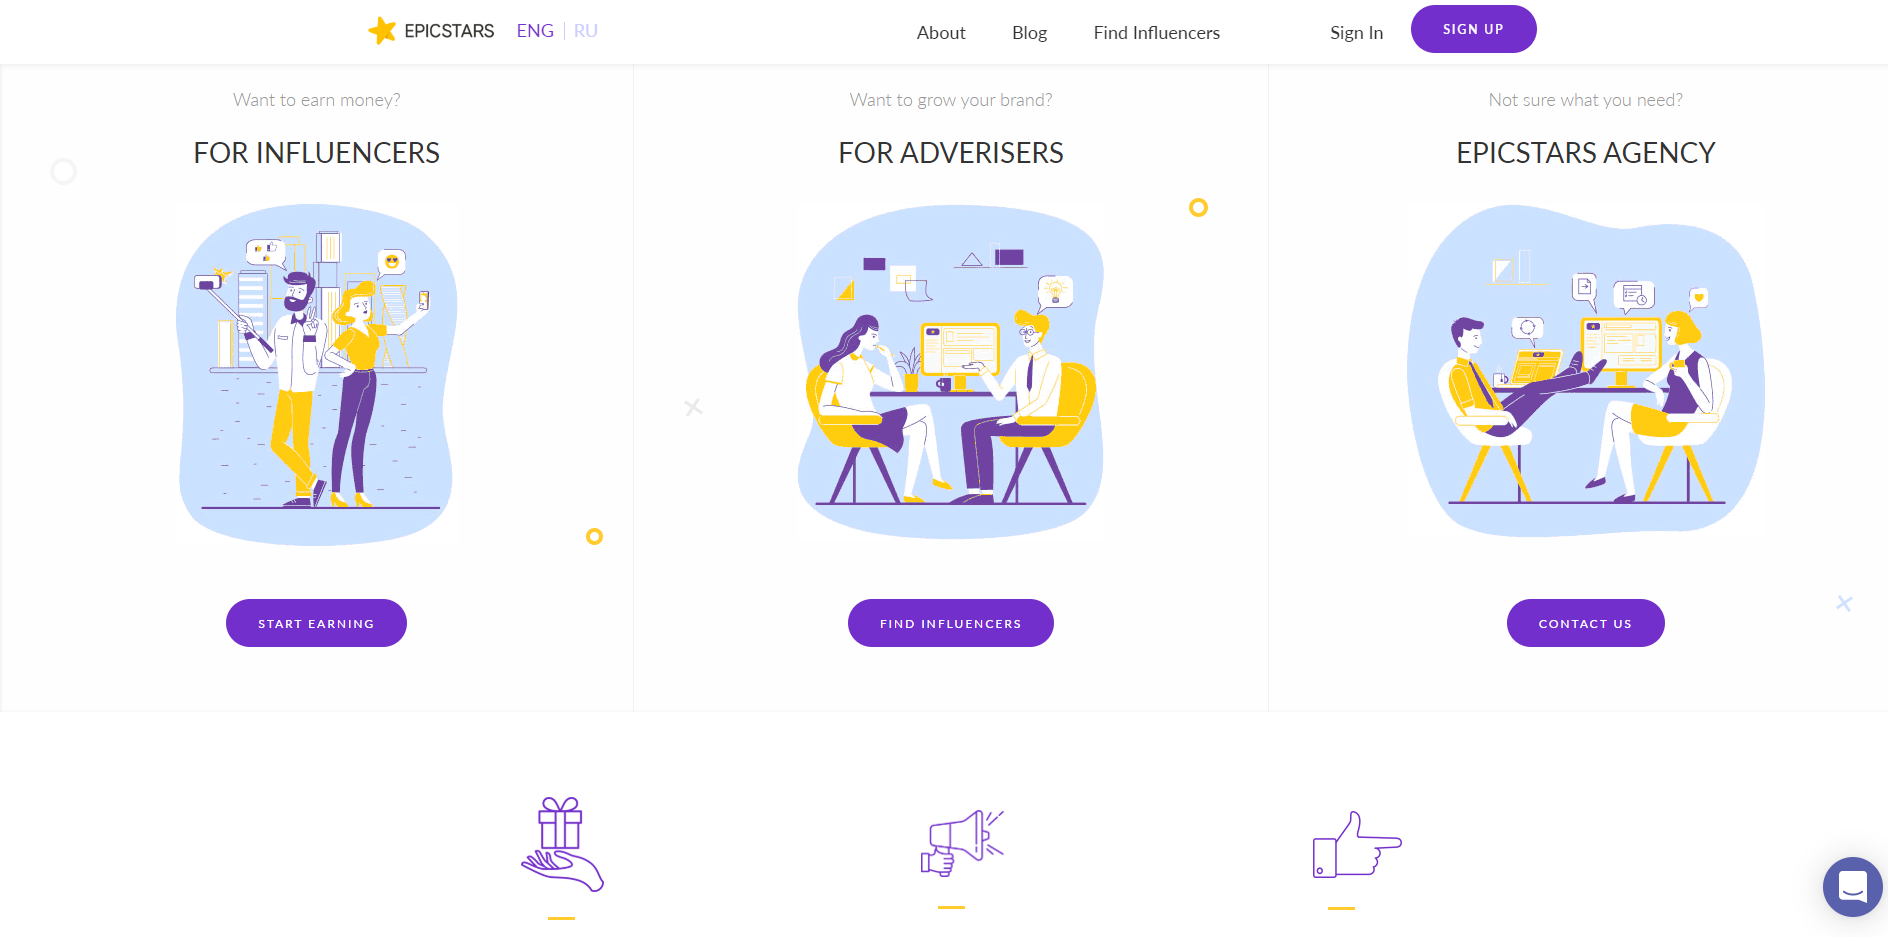 EPICSTARS ENG RU About Blog Find Influencers Sign In SIGN UP
Want to earn money?
FOR INFLUENCERS
START EARNING
Want to grow your brand?
FOR ADVERISERS
FIND INFLUENCERS
Not sure what you need?
EPICSTARS AGENCY
CONTACT US